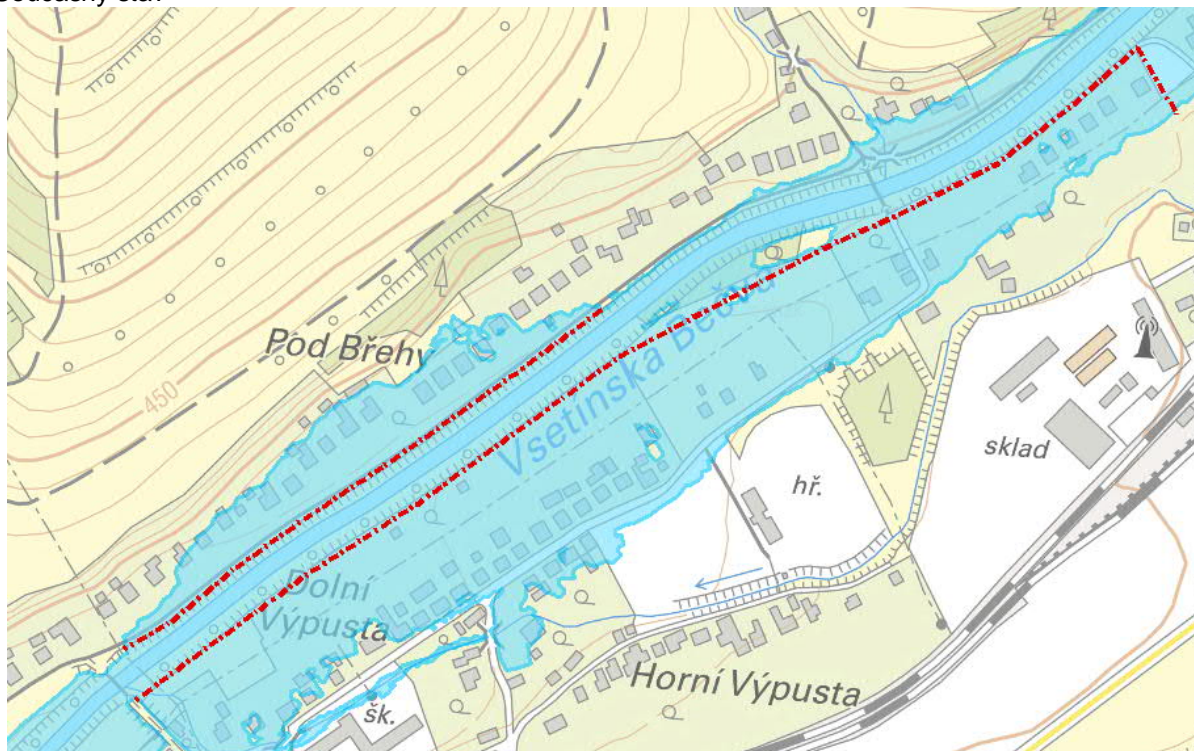 Současný stav
Pod Břehy
450
Vsetínská Bečva
sklad
hř.
Dolní
Výpusta
Horní Výpusta
šk.